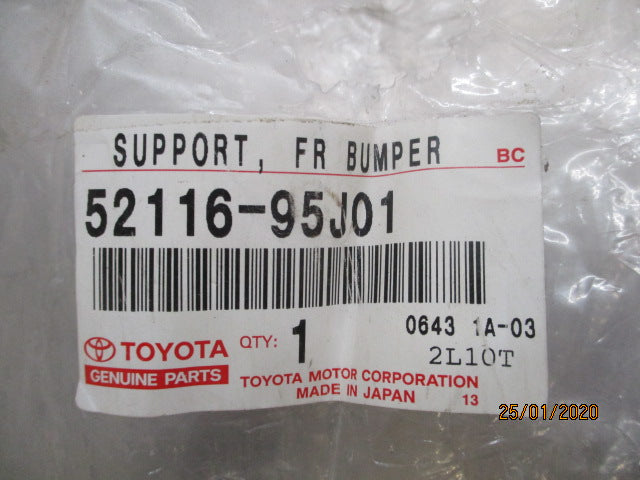 SUPPORT, FR BUMPER BC
52116-95J01
TOYOTA QTY: 1 0643 1A-03
GENUINE PARTS 2L10T
TOYOTA MOTOR CORPORATION
MADE IN JAPAN 13
25/01/2020